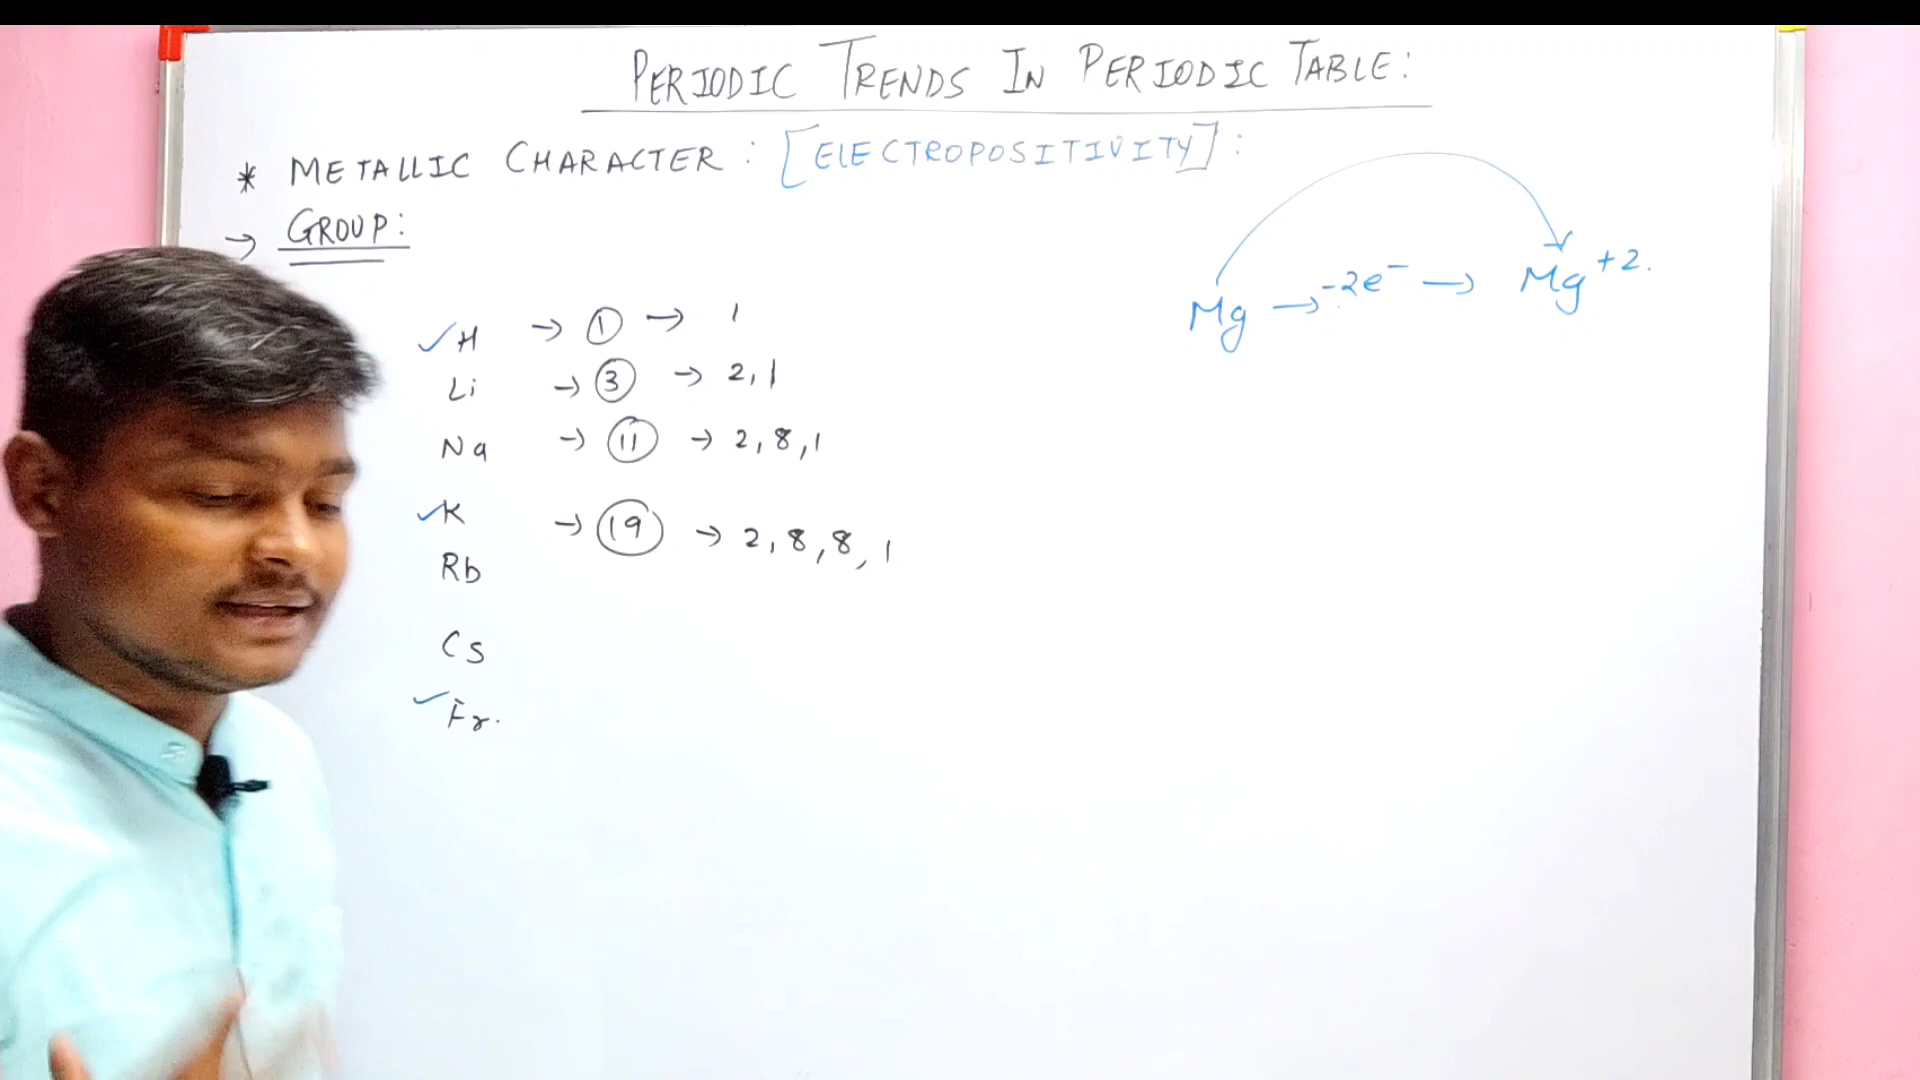 PERIODIC TRENDS IN PERIODIC TABLE:
* METALLIC CHARACTER: [ELECTROPOSITIVITY]:
→ GROUP:
Mg → -2e⁻ → Mg⁺².
✓H → 1 → 1
Li → 3 → 2,1
Na → 11 → 2,8,1
✓K → 19 → 2,8,8,1
Rb
Cs
✓Fr.